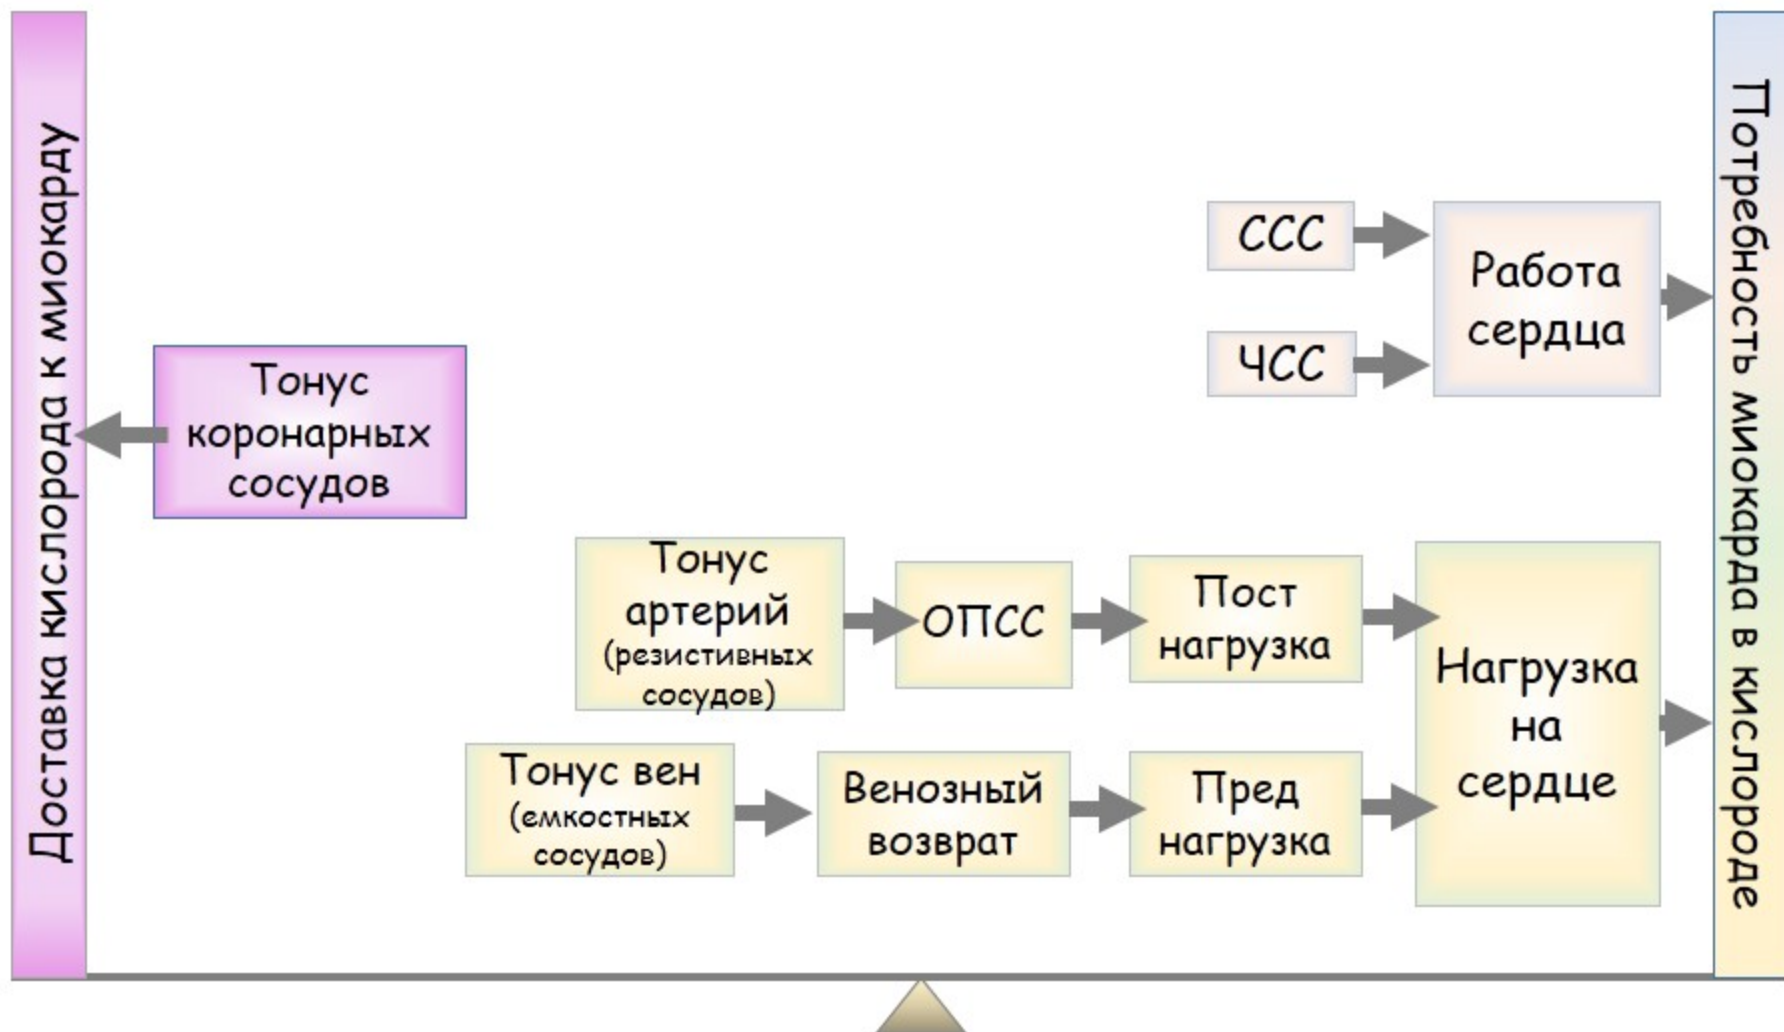 Доставка кислорода к миокарду
Тонус
коронарных
сосудов
ССС
ЧСС
Работа
сердца
Тонус
артерий
(резистивных
сосудов)
ОПСС
Пост
нагрузка
Тонус вен
(емкостных
сосудов)
Венозный
возврат
Пред
нагрузка
Нагрузка
на
сердце
Потребность миокарда в кислороде